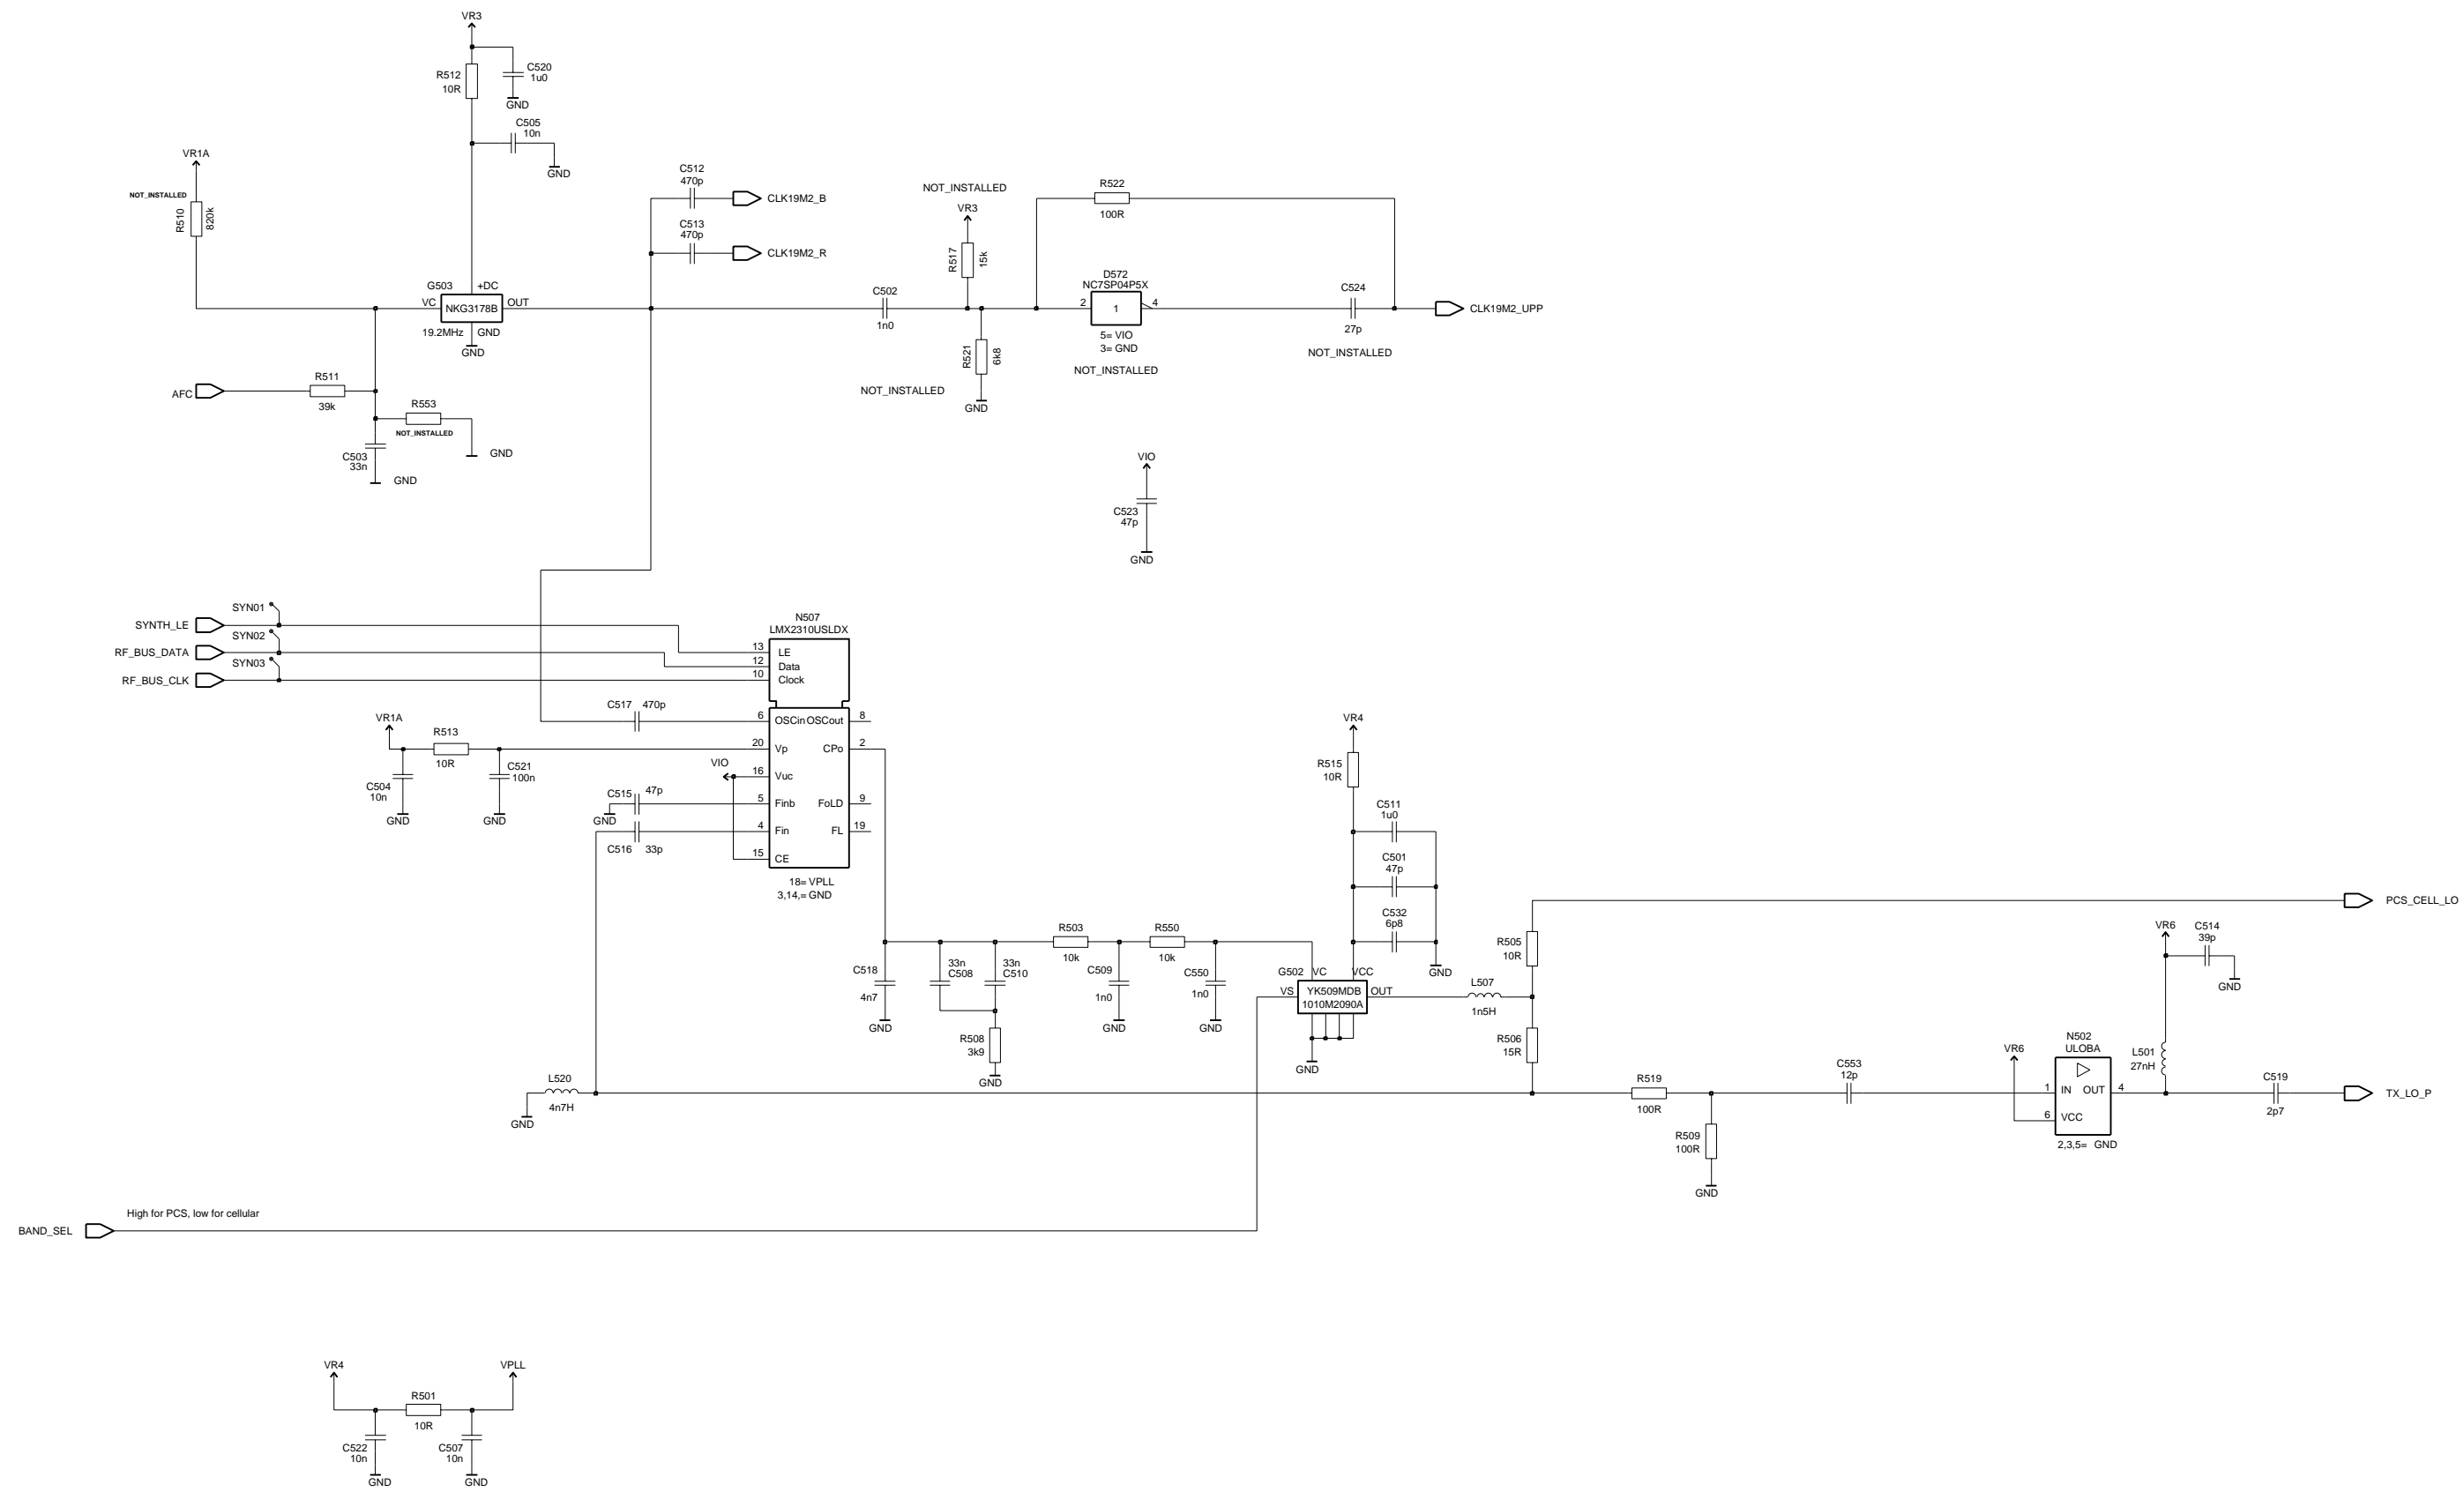 VR3
R512
10R
C520
1u0
GND
C505
10n
GND
VR1A
NOT_INSTALLED
R510
820k
G503
+DC
VC
NKG3178B
OUT
19.2MHz
GND
GND
C512
470p
CLK19M2_B
C513
470p
CLK19M2_R
NOT_INSTALLED
VR3
R517
15k
R522
100R
C502
1n0
D572
NC7SP04P5X
2
1
4
5= VIO
3= GND
NOT_INSTALLED
C524
27p
NOT_INSTALLED
CLK19M2_UPP
R521
6k8
NOT_INSTALLED
GND
AFC
R511
39k
R553
NOT_INSTALLED
GND
C503
33n
GND
VIO
C523
47p
GND
SYN01
SYNTH_LE
SYN02
RF_BUS_DATA
SYN03
RF_BUS_CLK
N507
LMX2310USLDX
13
LE
12
Data
10
Clock
C517
470p
6
OSCin
OSCout
8
VR1A
R513
10R
20
Vp
CPo
2
C504
10n
GND
C521
100n
GND
VIO
16
Vuc
C515
47p
GND
5
Finb
FoLD
9
C516
33p
4
Fin
FL
19
15
CE
18= VPLL
3,14,= GND
VR4
R515
10R
C511
1u0
C501
47p
C532
6p8
GND
C518
4n7
GND
33n
C508
33n
C510
R508
3k9
GND
R503
10k
C509
1n0
GND
R550
10k
C550
1n0
GND
G502
VC
VCC
VS
YK509MDB
1010M2090A
OUT
GND
L507
1n5H
R505
10R
R506
15R
PCS_CELL_LO
VR6
C514
39p
GND
L520
4n7H
GND
R519
100R
R509
100R
GND
C553
12p
VR6
N502
ULOBA
1
IN
OUT
4
6
VCC
2,3,5= GND
L501
27nH
C519
2p7
TX_LO_P
High for PCS, low for cellular
BAND_SEL
VR4
VPLL
R501
10R
C522
10n
GND
C507
10n
GND